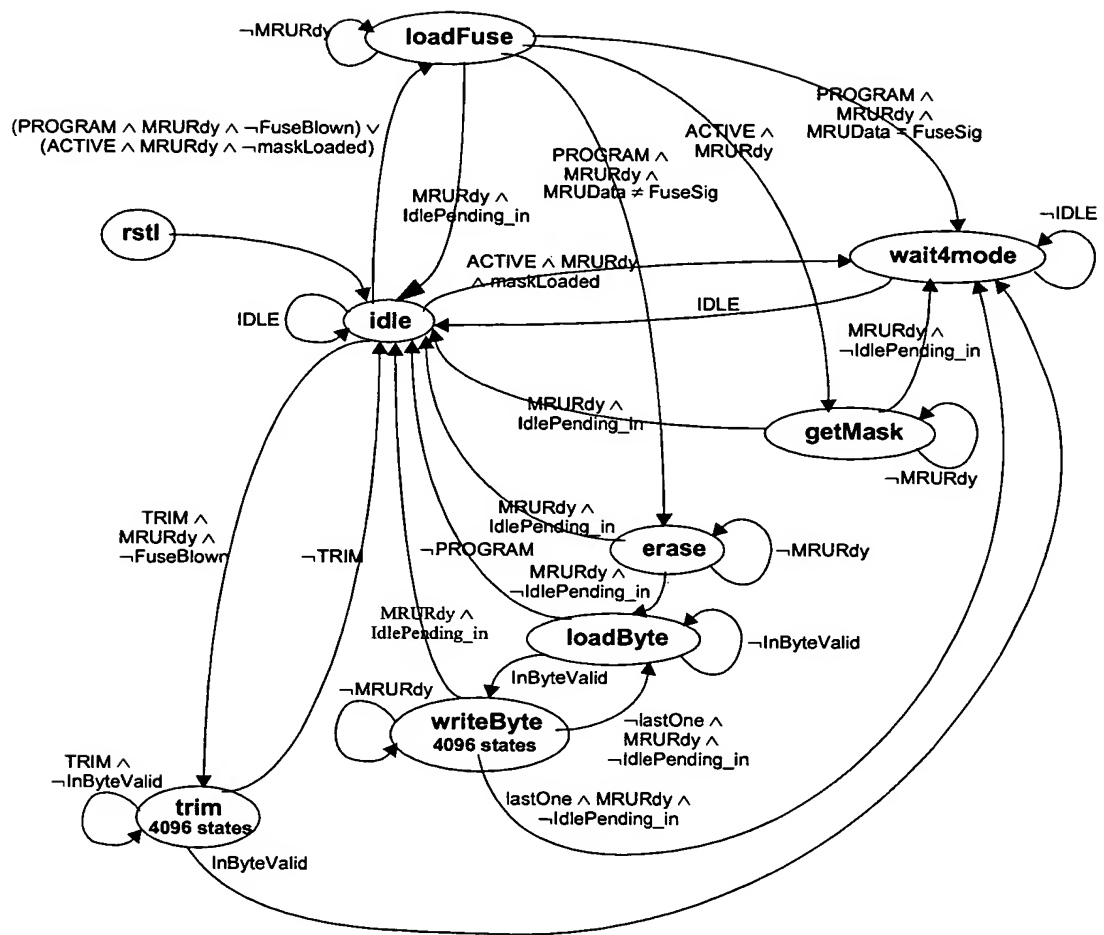 ¬MRURdy
loadFuse
(PROGRAM ∧ MRURdy ∧ ¬FuseBlown) ∨
(ACTIVE ∧ MRURdy ∧ ¬maskLoaded)
PROGRAM ∧
MRURdy ∧
MRUData = FuseSig
ACTIVE ∧
MRURdy
PROGRAM ∧
MRURdy ∧
MRUData ≠ FuseSig
MRURdy ∧
IdlePending_in
rstl
¬IDLE
wait4mode
ACTIVE ∧ MRURdy
∧ maskLoaded
IDLE
idle
IDLE
MRURdy ∧
¬IdlePending_in
MRURdy ∧
IdlePending_in
getMask
¬MRURdy
MRURdy ∧
IdlePending_in
TRIM ∧
MRURdy ∧
¬FuseBlown
¬TRIM
¬PROGRAM
erase
¬MRURdy
MRURdy ∧
¬IdlePending_in
MRURdy ∧
IdlePending_in
loadByte
¬InByteValid
InByteValid
¬MRURdy
writeByte
4096 states
¬lastOne ∧
MRURdy ∧
¬IdlePending_in
TRIM ∧
¬InByteValid
trim
4096 states
lastOne ∧ MRURdy ∧
¬IdlePending_in
InByteValid